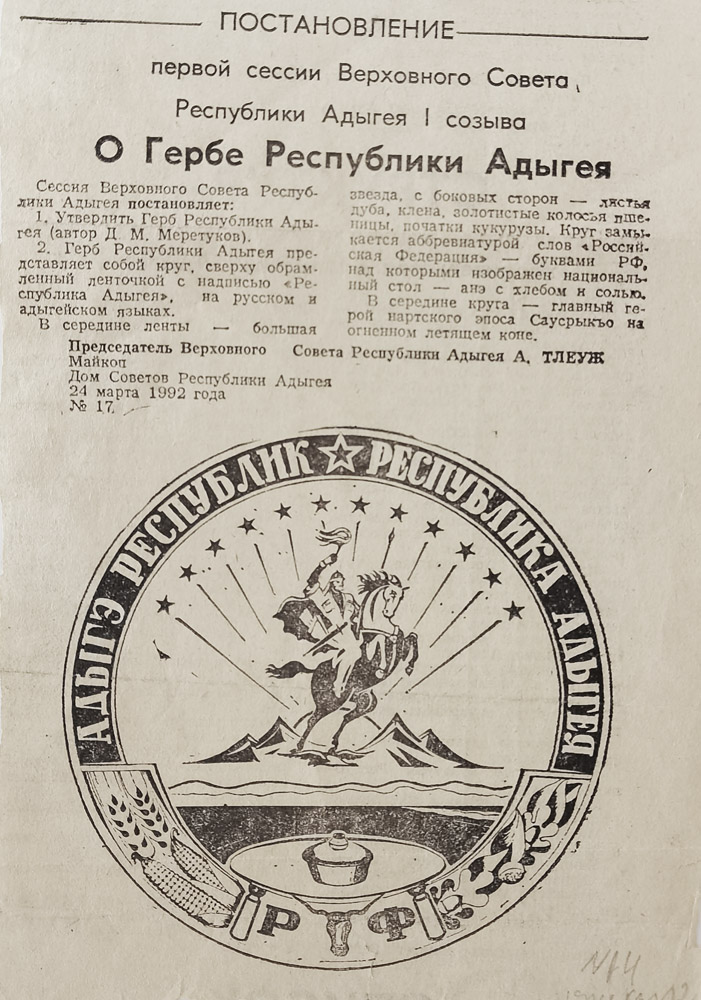 ПОСТАНОВЛЕНИЕ
первой сессии Верховного Совета
Республики Адыгея I созыва
О Гербе Республики Адыгея
Сессия Верховного Совета Респуб-
лики Адыгея постановляет:
1. Утвердить Герб Республики Ады-
гея (автор Д. М. Меретуков).
2. Герб Республики Адыгея пре-
дставляет собой круг, сверху обрам-
ленный ленточкой с надписью «Ре-
спублика Адыгея», на русском и
адыгейском языках.
В середине ленты — большая
звезда, с боковых сторон — листья
дуба, клена, золотистые колосья пше-
ницы, початки кукурузы. Круг замы-
кается аббревиатурой слов «Россий-
ская Федерация» — буквами РФ,
над которыми изображен националь-
ный стол — анэ с хлебом и солью.
В середине круга — главный ге-
рой нартского эпоса Саусрыкъо на
огненном летящем коне.
Председатель Верховного Совета Республики Адыгея А. ТЛЕУЖ
Майкоп
Дом Советов Республики Адыгея
24 марта 1992 года
№ 17
АДЫГЭ РЕСПУБЛИК ☆ РЕСПУБЛИКА АДЫГЕЯ
РФ